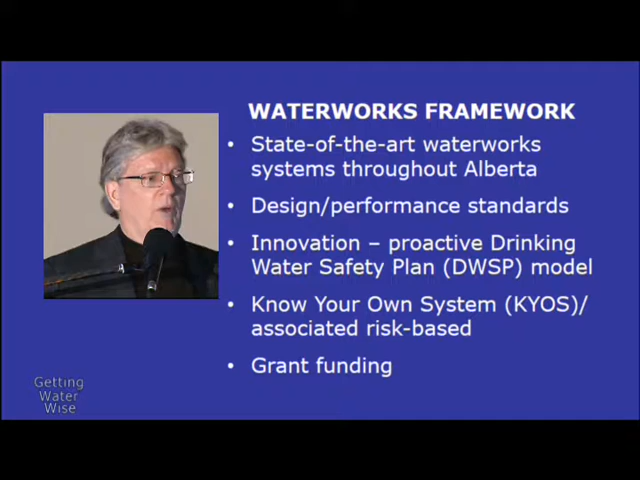 WATERWORKS FRAMEWORK
• State-of-the-art waterworks
systems throughout Alberta
• Design/performance standards
• Innovation – proactive Drinking
Water Safety Plan (DWSP) model
• Know Your Own System (KYOS)/
associated risk-based
• Grant funding
Getting
Water
Wise